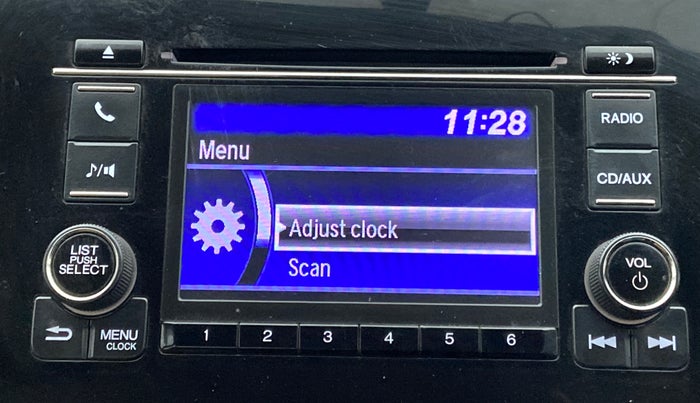 11:28
Menu
Adjust clock
Scan
RADIO
CD/AUX
LIST
PUSH
SELECT
VOL
MENU
CLOCK
1 2 3 4 5 6